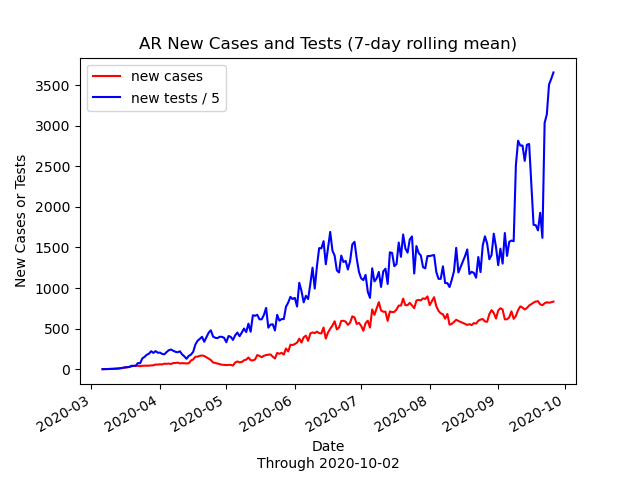 AR New Cases and Tests (7-day rolling mean)
new cases
new tests / 5
New Cases or Tests
3500
3000
2500
2000
1500
1000
500
0
2020-03
2020-04
2020-05
2020-06
2020-07
2020-08
2020-09
2020-10
Date
Through 2020-10-02